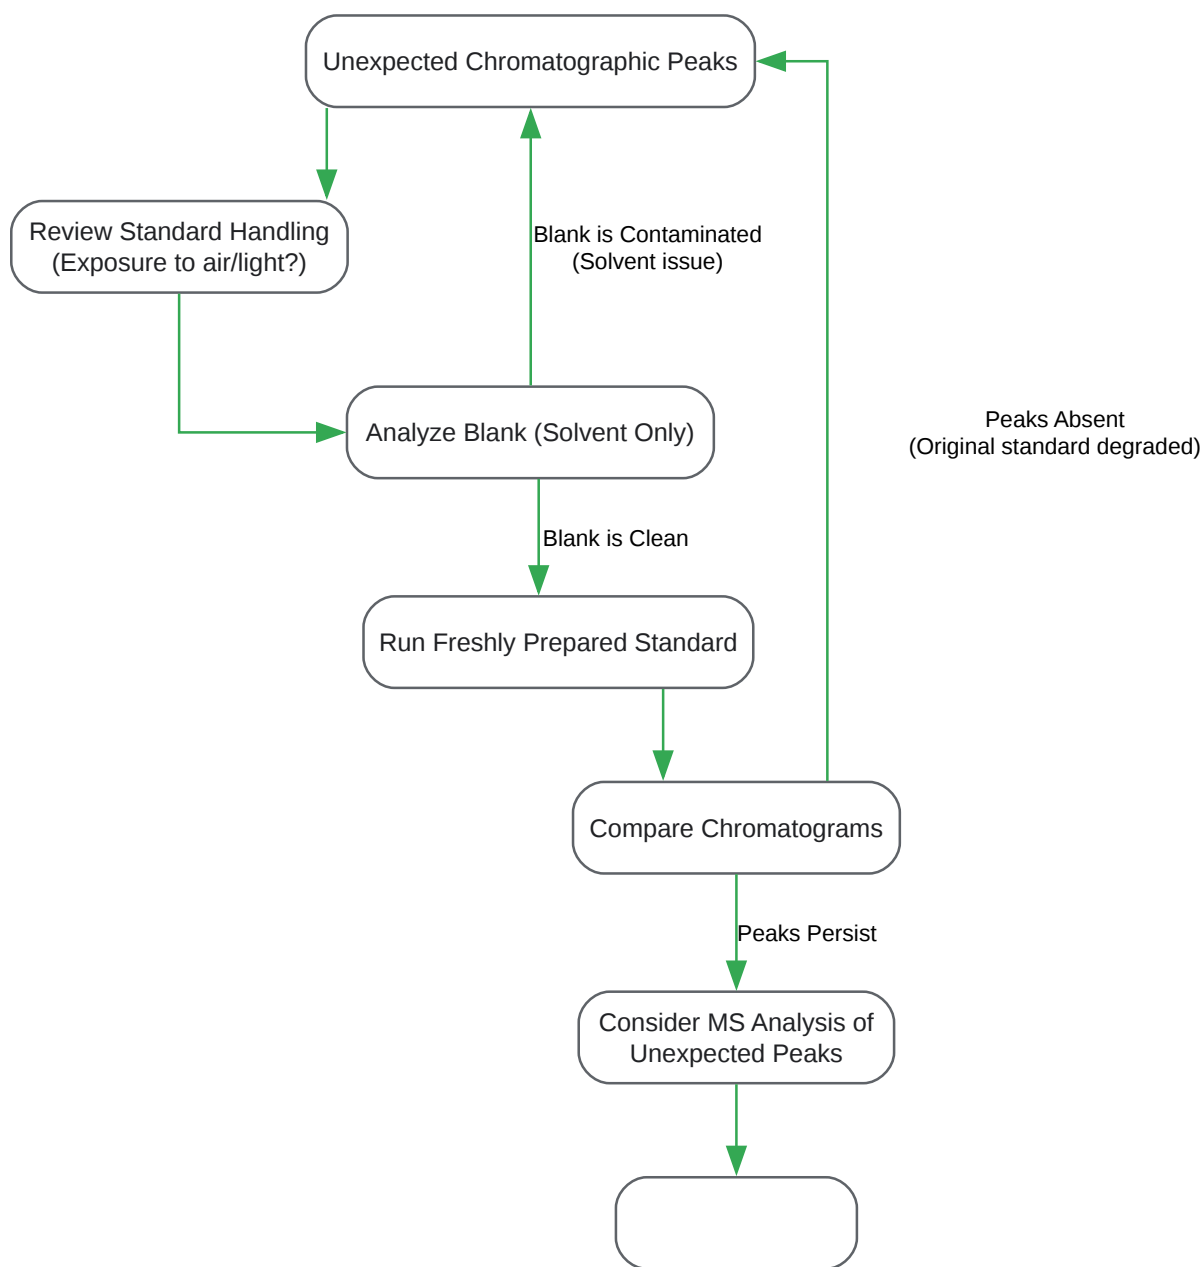 Unexpected Chromatographic Peaks
Review Standard Handling
(Exposure to air/light?)
Blank is Contaminated
(Solvent issue)
Analyze Blank (Solvent Only)
Peaks Absent
(Original standard degraded)
Blank is Clean
Run Freshly Prepared Standard
Compare Chromatograms
Peaks Persist
Consider MS Analysis of
Unexpected Peaks